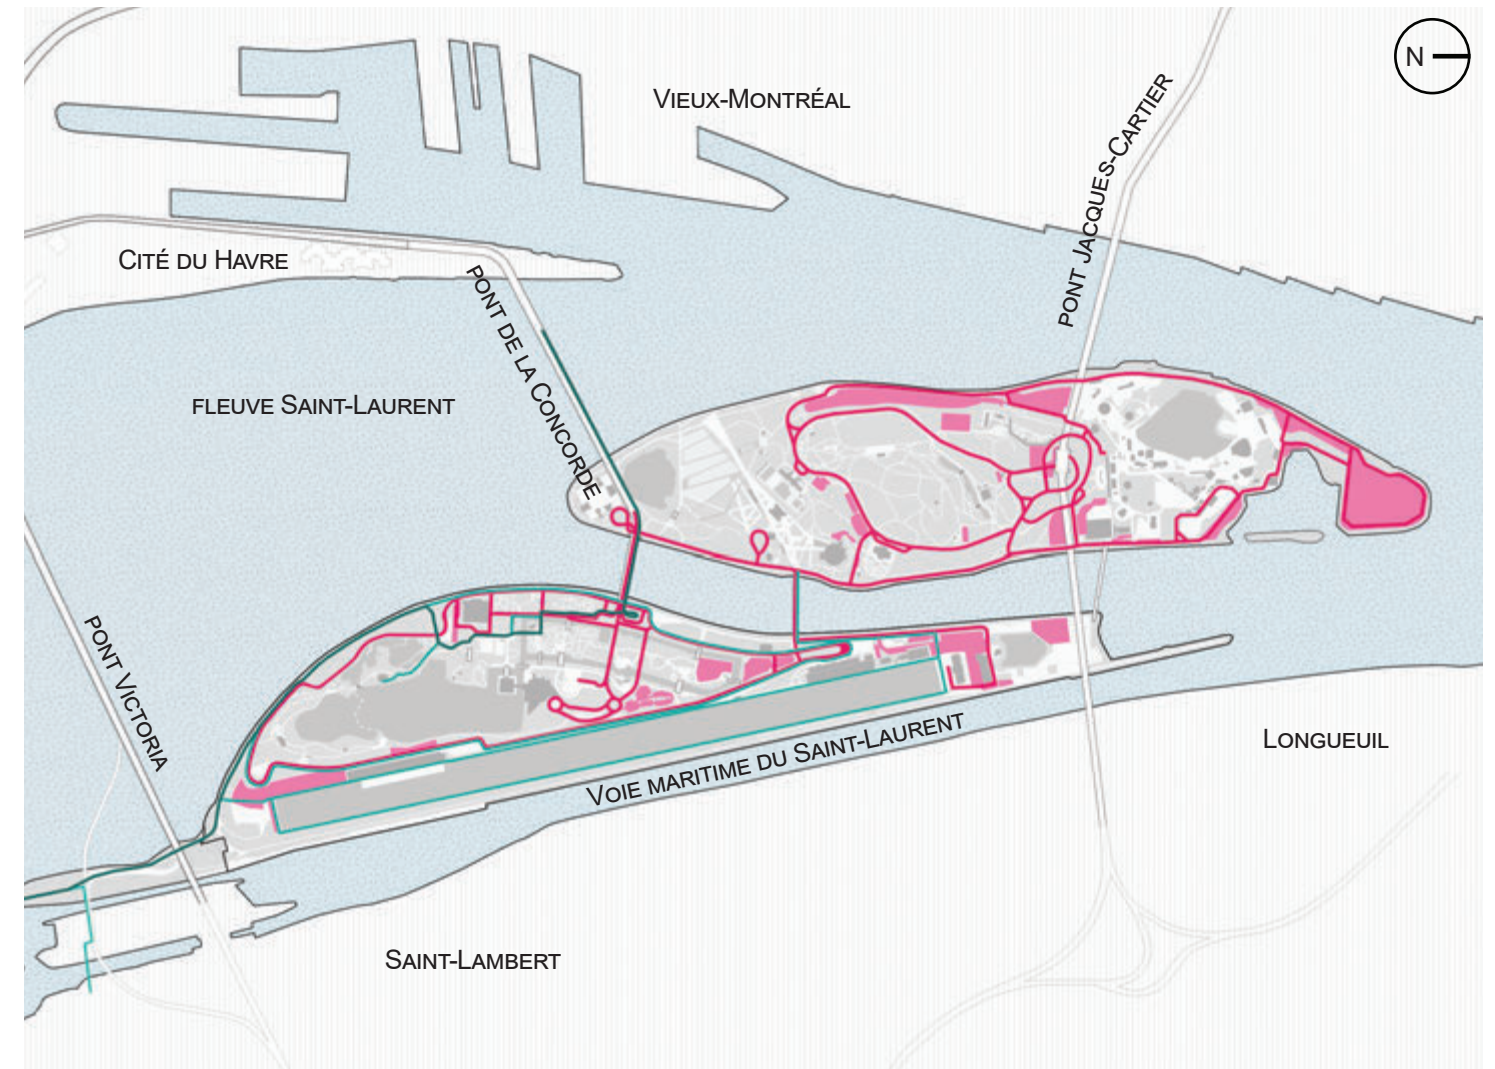 N
Vieux-Montréal
pont Jacques-Cartier
Cité du Havre
pont de la Concorde
fleuve Saint-Laurent
pont Victoria
Voie maritime du Saint-Laurent
Longueuil
Saint-Lambert